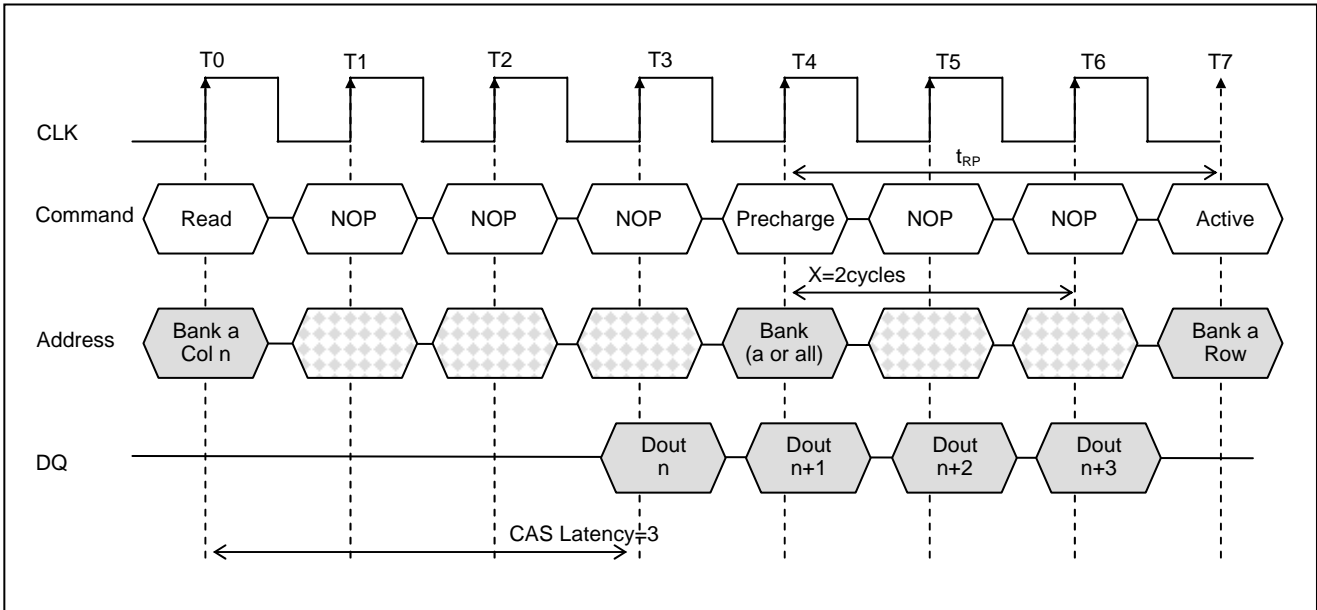 T0 T1 T2 T3 T4 T5 T6 T7
CLK
tRP
Command Read NOP NOP NOP Precharge NOP NOP Active
X=2cycles
Address Bank a Col n Bank (a or all) Bank a Row
DQ Dout n Dout n+1 Dout n+2 Dout n+3
CAS Latency=3